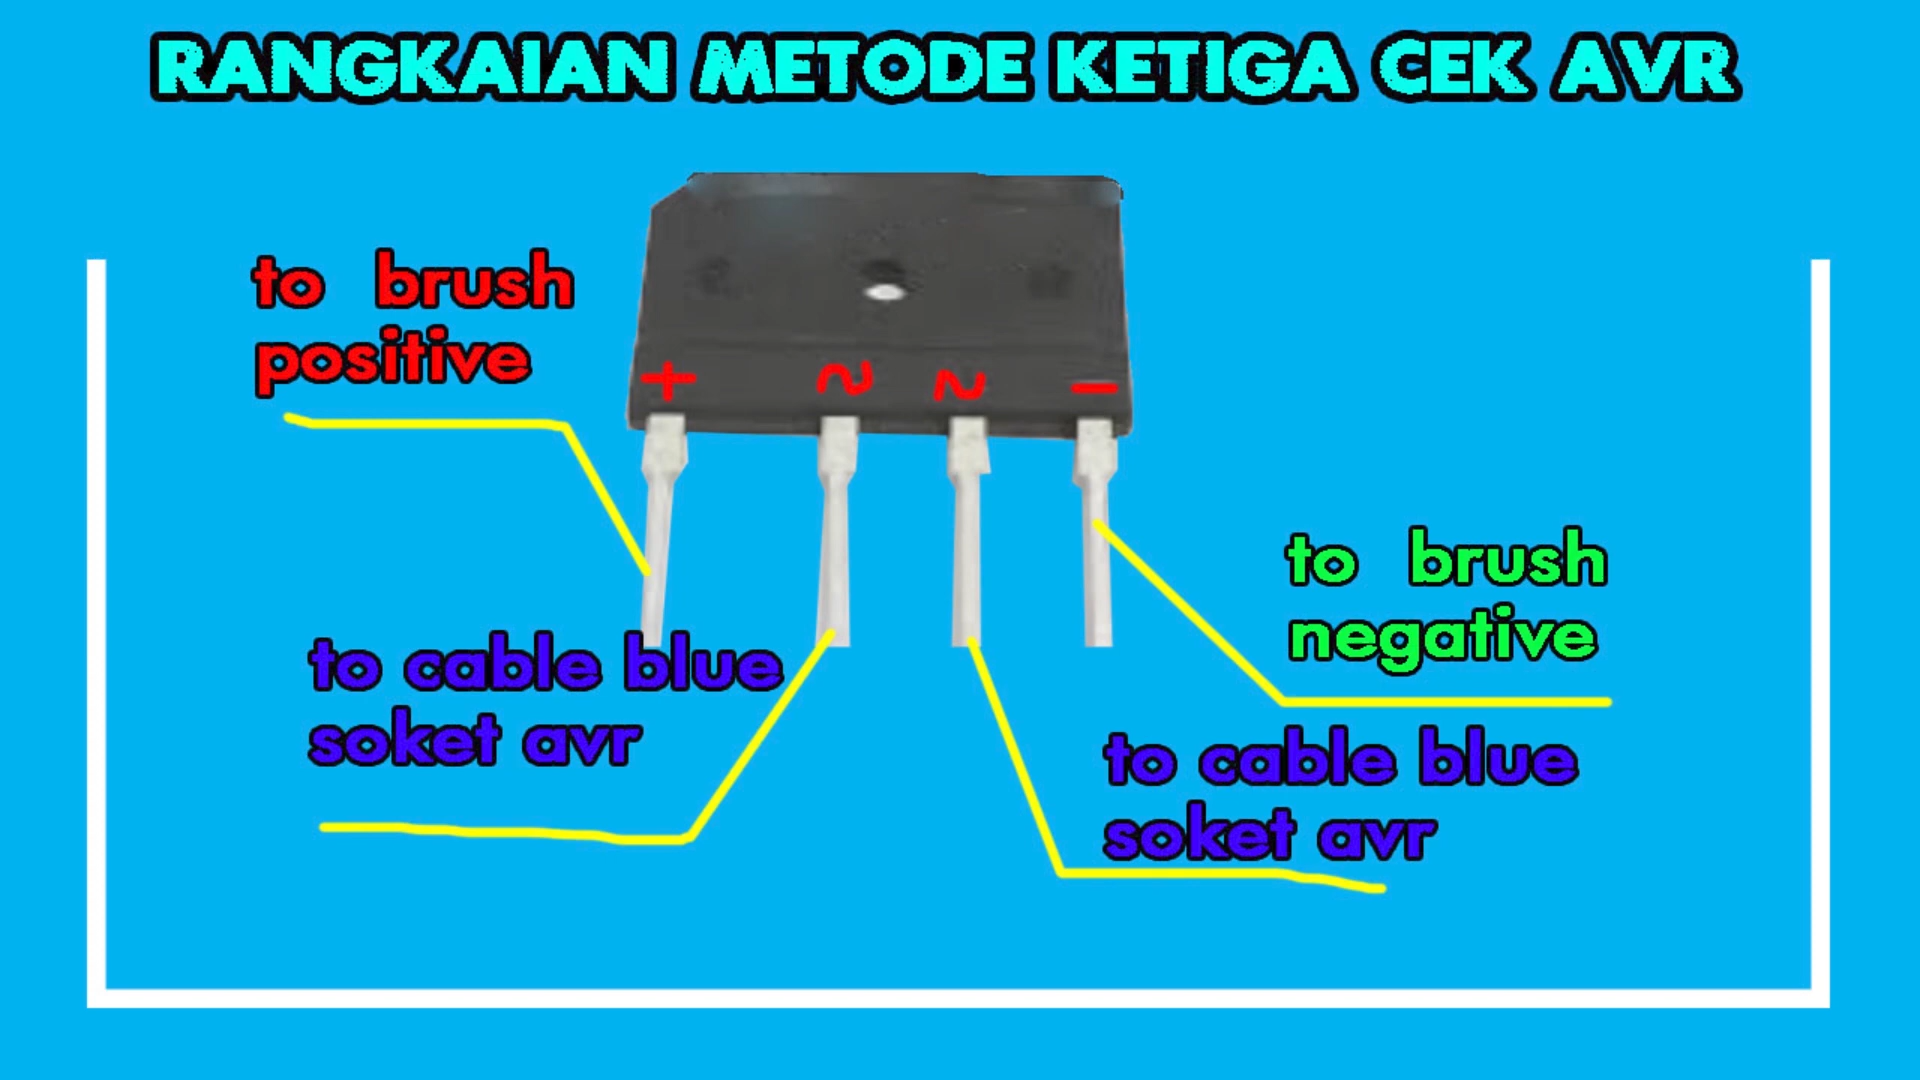 RANGKAIAN METODE KETIGA CEK AVR
to brush
positive
+ ~ ~ -
to brush
negative
to cable blue
soket avr
to cable blue
soket avr